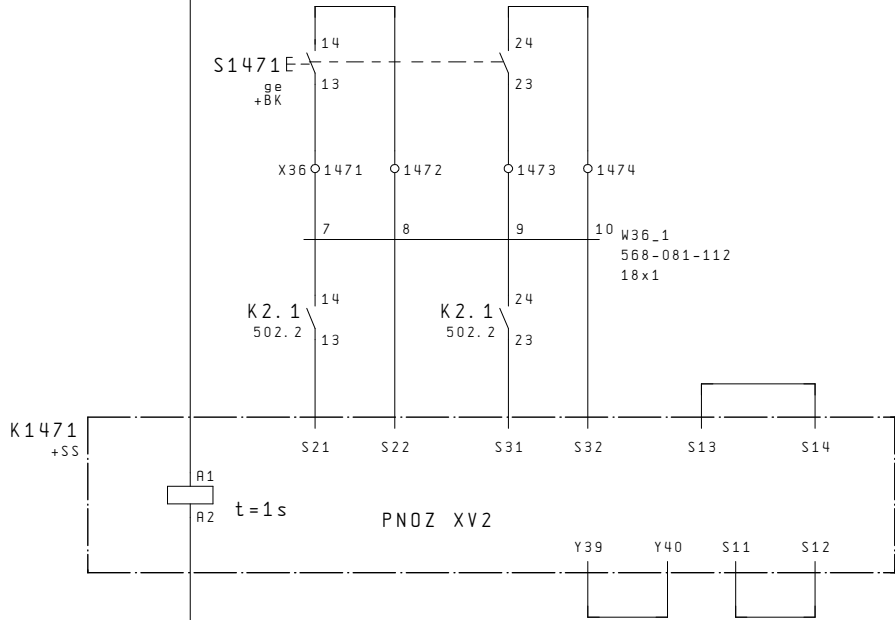 14
24
S1471
13
23
ge
+BK
X36
1471
1472
1473
1474
7
8
9
10
W36_1
568-081-112
18x1
14
24
K2.1
K2.1
502.2
502.2
13
23
K1471
+SS
S21
S22
S31
S32
S13
S14
A1
t=1s
A2
PNOZ XV2
Y39
Y40
S11
S12